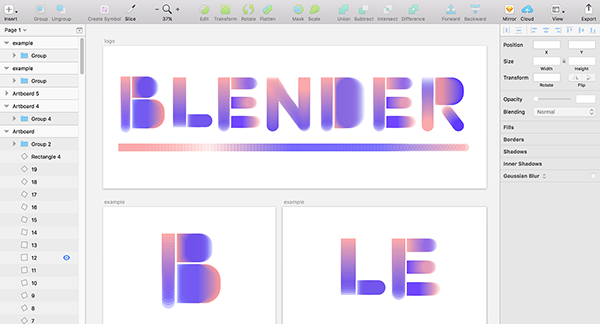 Insert
Group
Ungroup
Create Symbol
Slice
37%
Edit
Transform
Rotate
Flatten
Mask
Scale
Union
Subtract
Intersect
Difference
Forward
Backward
Mirror
Cloud
View
Export
Page 1
example
Group
example
Group
Artboard 5
Artboard 4
Group 4
Artboard
Group 2
Rectangle 4
19
18
17
16
15
14
13
12
11
10
9
8
7
logo
BLENDER
example
B
example
LE
Position
X
Y
Size
Width
Height
Transform
Rotate
Flip
Opacity
Blending
Normal
Fills
Borders
Shadows
Inner Shadows
Gaussian Blur